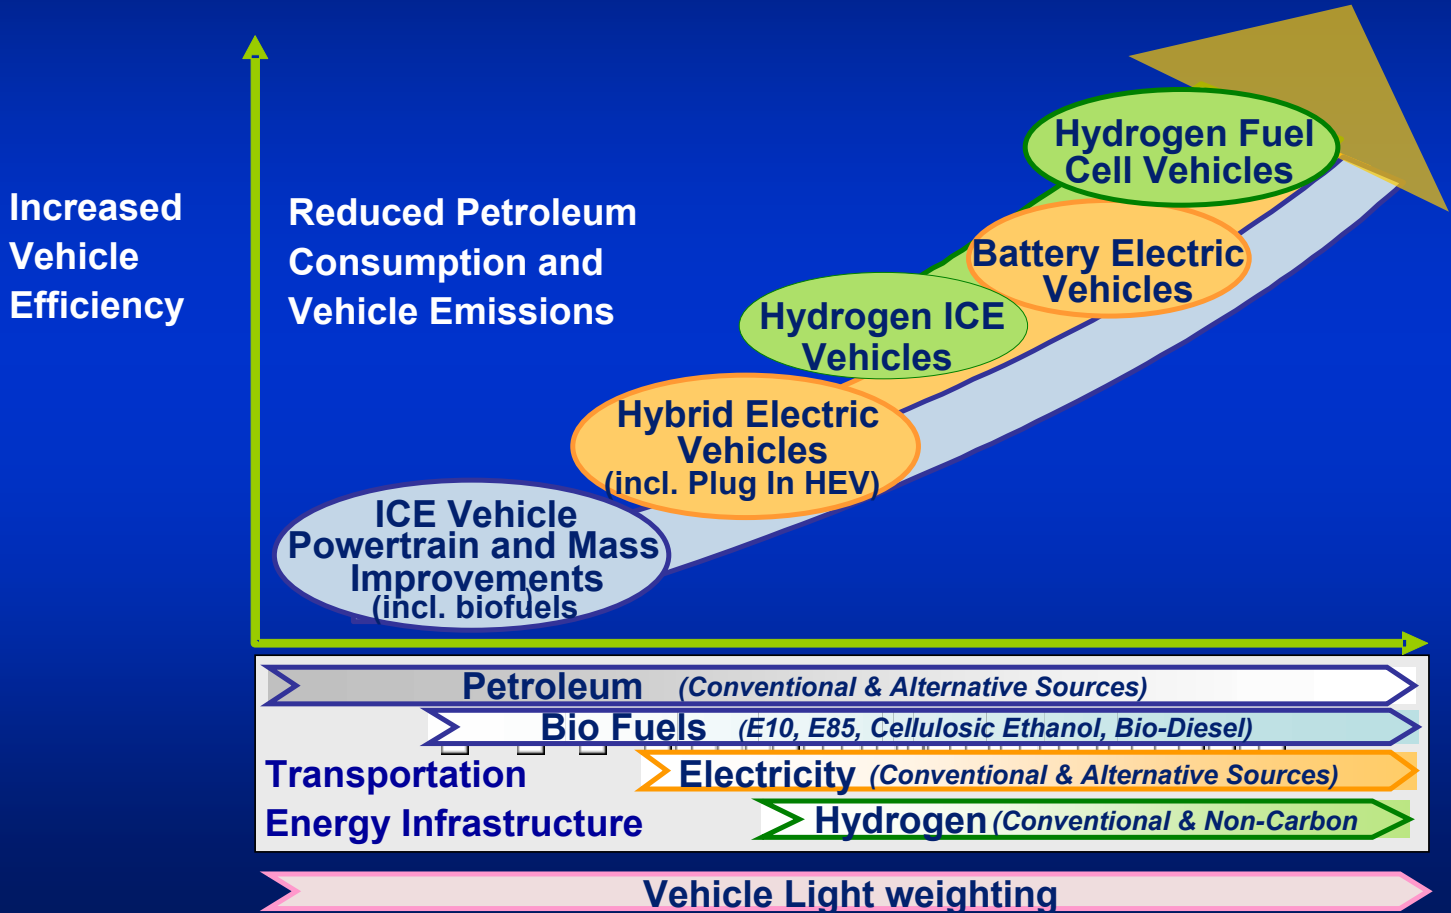 Increased
Vehicle
Efficiency
Reduced Petroleum
Consumption and
Vehicle Emissions
Hydrogen Fuel
Cell Vehicles
Battery Electric
Vehicles
Hydrogen ICE
Vehicles
Hybrid Electric
Vehicles
(incl. Plug In HEV)
ICE Vehicle
Powertrain and Mass
Improvements
(incl. biofuels)
Petroleum (Conventional & Alternative Sources)
Bio Fuels (E10, E85, Cellulosic Ethanol, Bio-Diesel)
Transportation
Energy Infrastructure
Electricity (Conventional & Alternative Sources)
Hydrogen (Conventional & Non-Carbon
Vehicle Light weighting